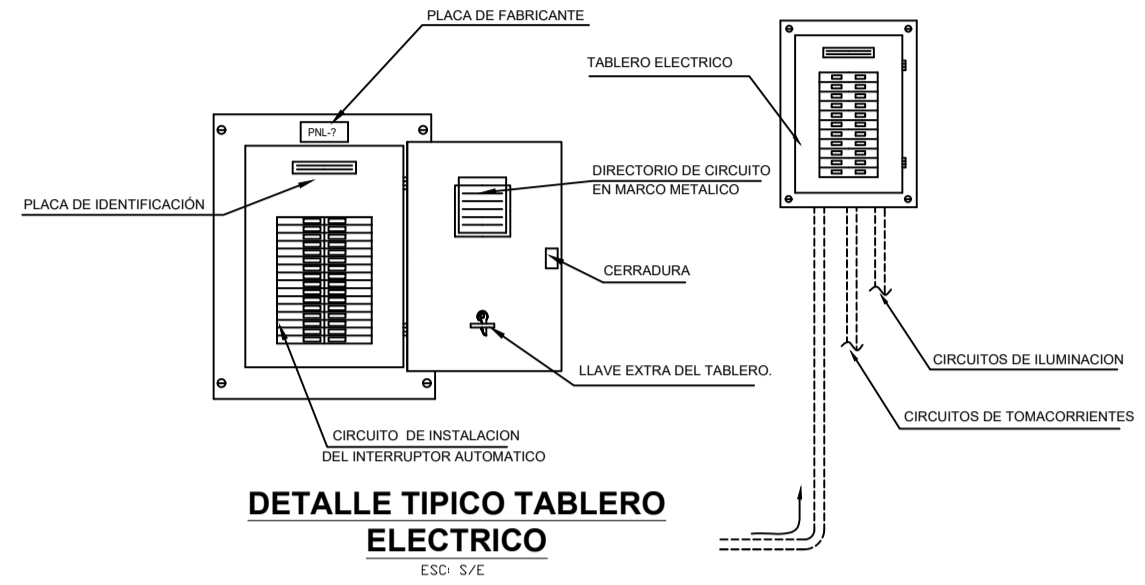 PLACA DE FABRICANTE
TABLERO ELECTRICO
PNL-?
DIRECTORIO DE CIRCUITO
EN MARCO METALICO
PLACA DE IDENTIFICACIÓN
CERRADURA
LLAVE EXTRA DEL TABLERO.
CIRCUITOS DE ILUMINACION
CIRCUITOS DE TOMACORRIENTES
CIRCUITO DE INSTALACION
DEL INTERRUPTOR AUTOMATICO
DETALLE TIPICO TABLERO
ELECTRICO
ESC: S/E